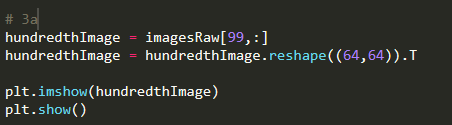 # 3a
hundredthImage = imagesRaw[99,:]
hundredthImage = hundredthImage.reshape((64,64)).T
plt.imshow(hundredthImage)
plt.show()